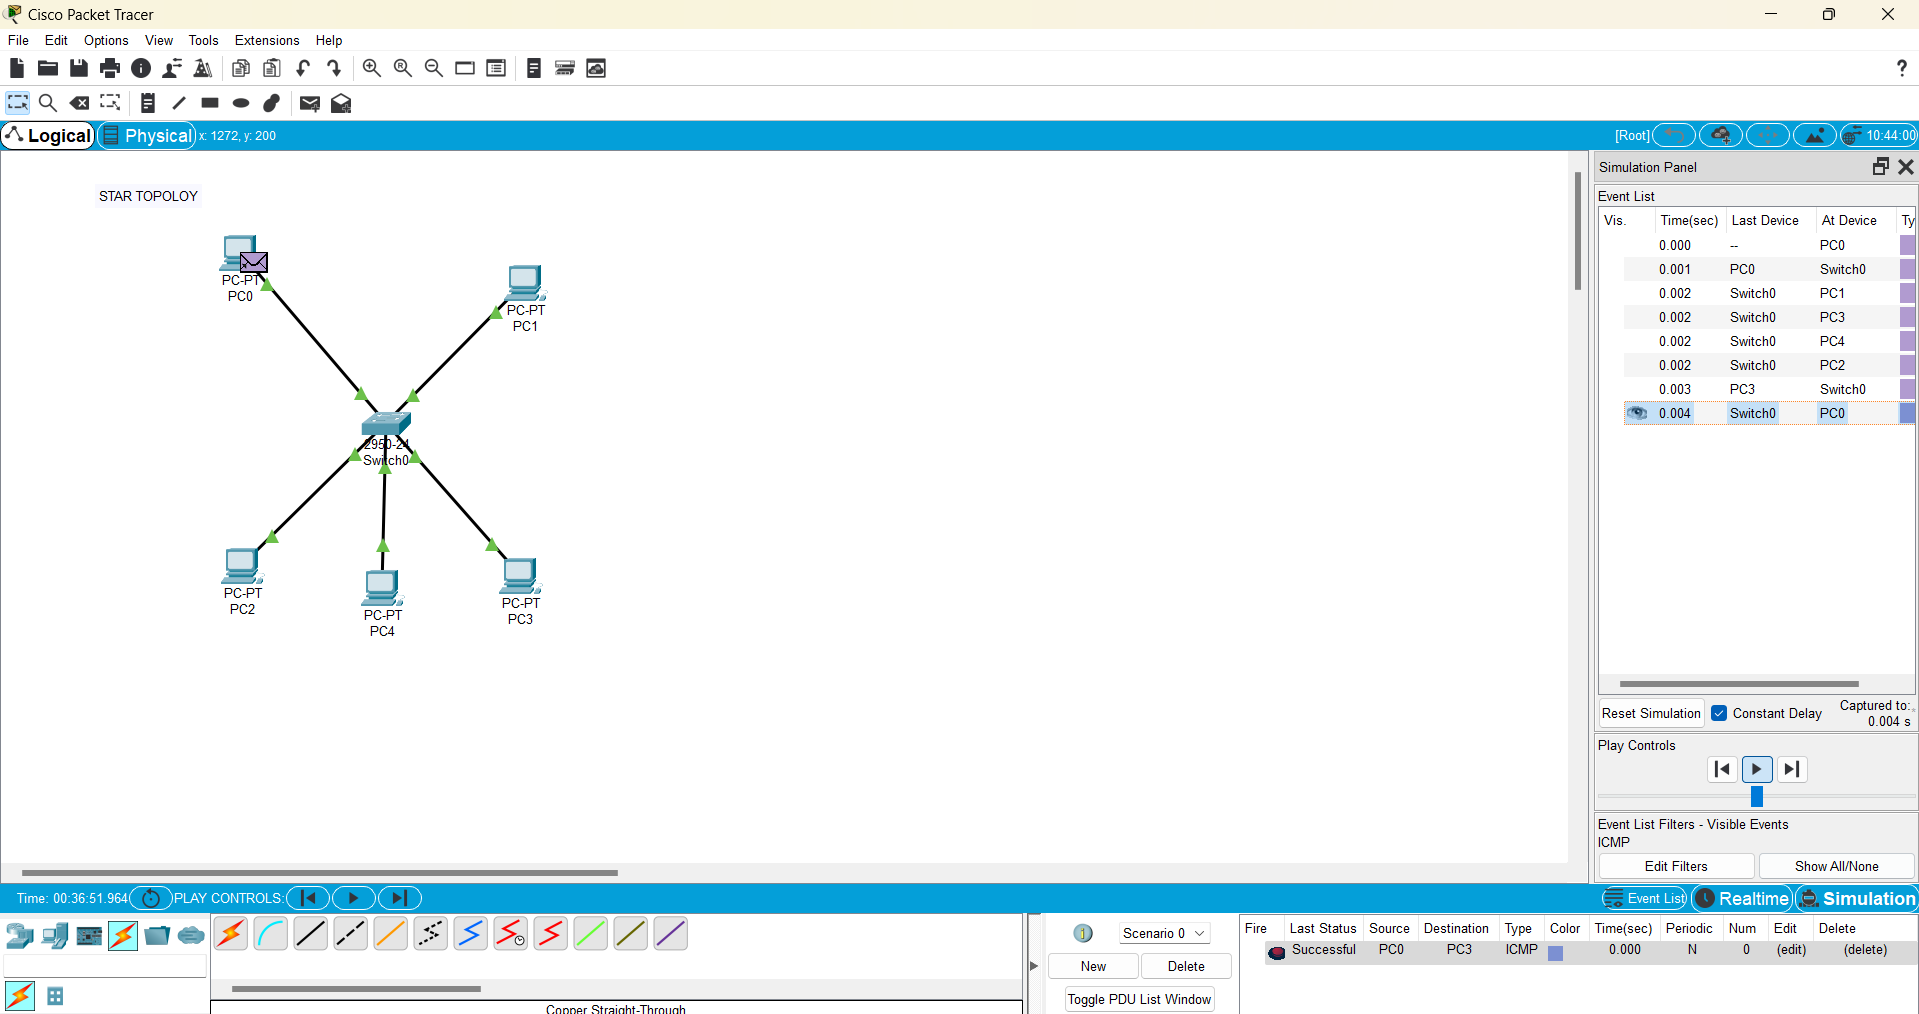 Cisco Packet Tracer
File Edit Options View Tools Extensions Help
?
Logical Physical x: 1272, y: 200 [Root] 10:44:00
STAR TOPOLOY
PC-PT
PC0
PC-PT
PC1
2950-24
Switch0
PC-PT
PC2
PC-PT
PC4
PC-PT
PC3
Simulation Panel
Event List
Vis. Time(sec) Last Device At Device Ty
0.000 -- PC0
0.001 PC0 Switch0
0.002 Switch0 PC1
0.002 Switch0 PC3
0.002 Switch0 PC4
0.002 Switch0 PC2
0.003 PC3 Switch0
0.004 Switch0 PC0
Reset Simulation Constant Delay Captured to:
0.004 s
Play Controls
Event List Filters - Visible Events
ICMP
Edit Filters Show All/None
Time: 00:36:51.964 PLAY CONTROLS: Event List Realtime Simulation
Copper Straight-Through
Scenario 0
New Delete
Toggle PDU List Window
Fire Last Status Source Destination Type Color Time(sec) Periodic Num Edit Delete
Successful PC0 PC3 ICMP 0.000 N 0 (edit) (delete)